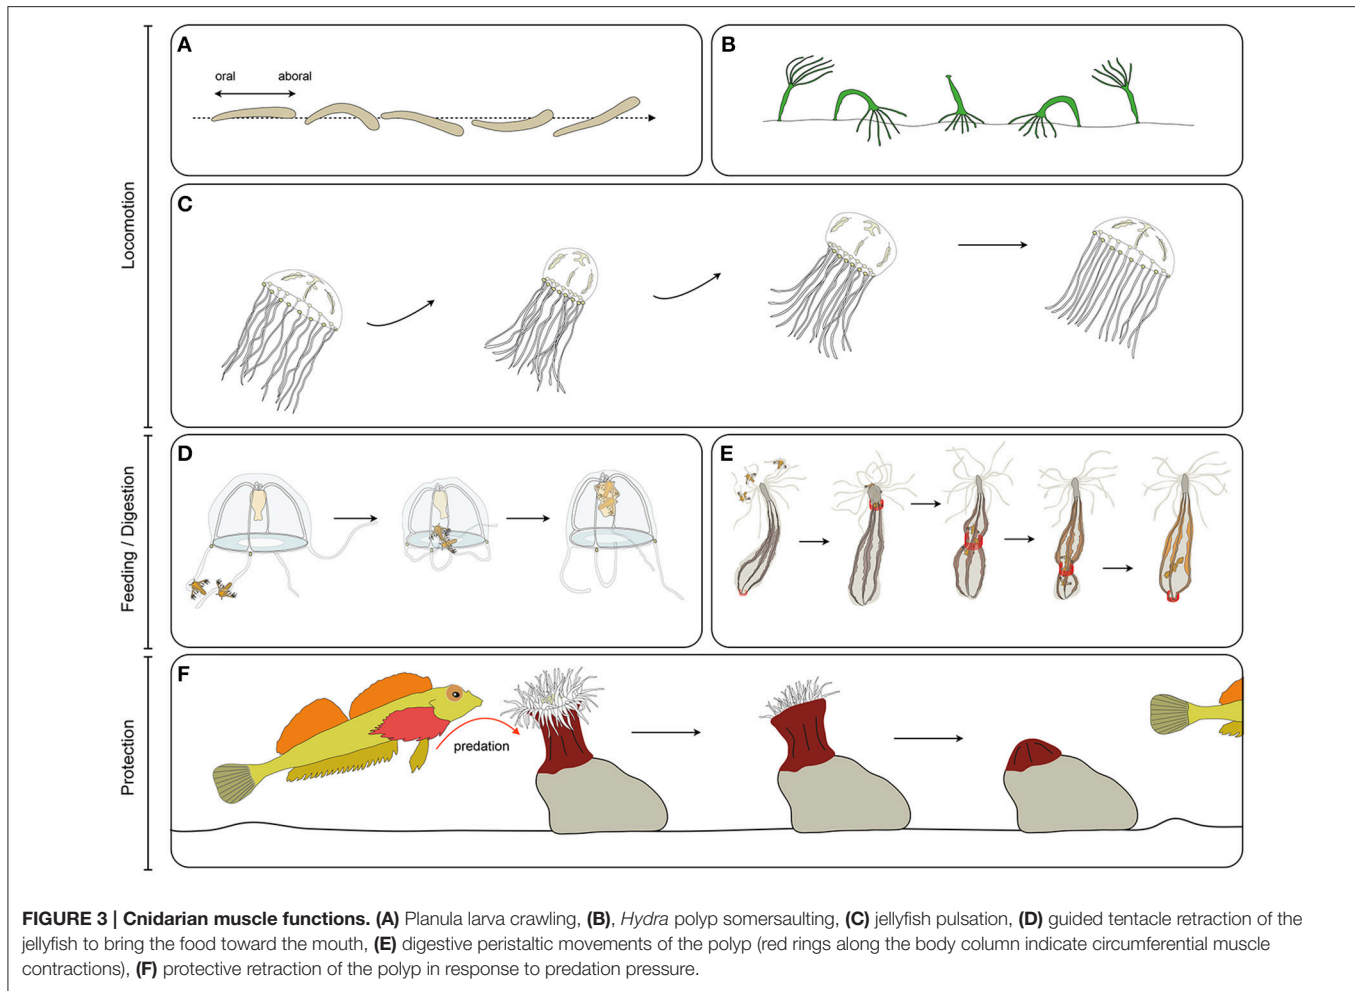 Locomotion
A
oral aboral
B
C
Feeding / Digestion
D
E
Protection
F
predation
FIGURE 3 | Cnidarian muscle functions. (A) Planula larva crawling, (B), Hydra polyp somersaulting, (C) jellyfish pulsation, (D) guided tentacle retraction of the
jellyfish to bring the food toward the mouth, (E) digestive peristaltic movements of the polyp (red rings along the body column indicate circumferential muscle
contractions), (F) protective retraction of the polyp in response to predation pressure.